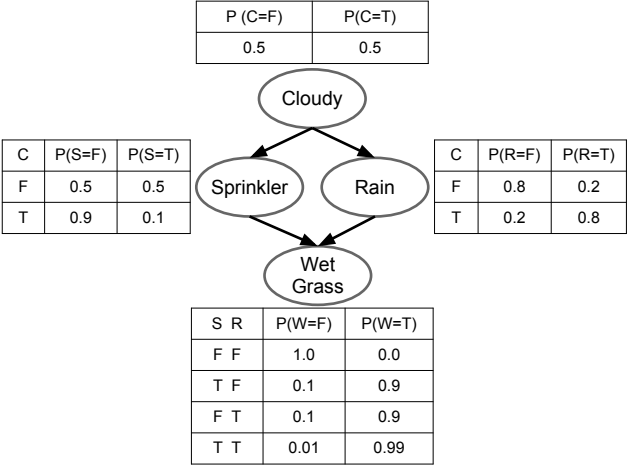 P (C=F) P(C=T)
0.5 0.5
Cloudy
C P(S=F) P(S=T)
F 0.5 0.5
T 0.9 0.1
Sprinkler
Rain
C P(R=F) P(R=T)
F 0.8 0.2
T 0.2 0.8
Wet
Grass
S R P(W=F) P(W=T)
F F 1.0 0.0
T F 0.1 0.9
F T 0.1 0.9
T T 0.01 0.99